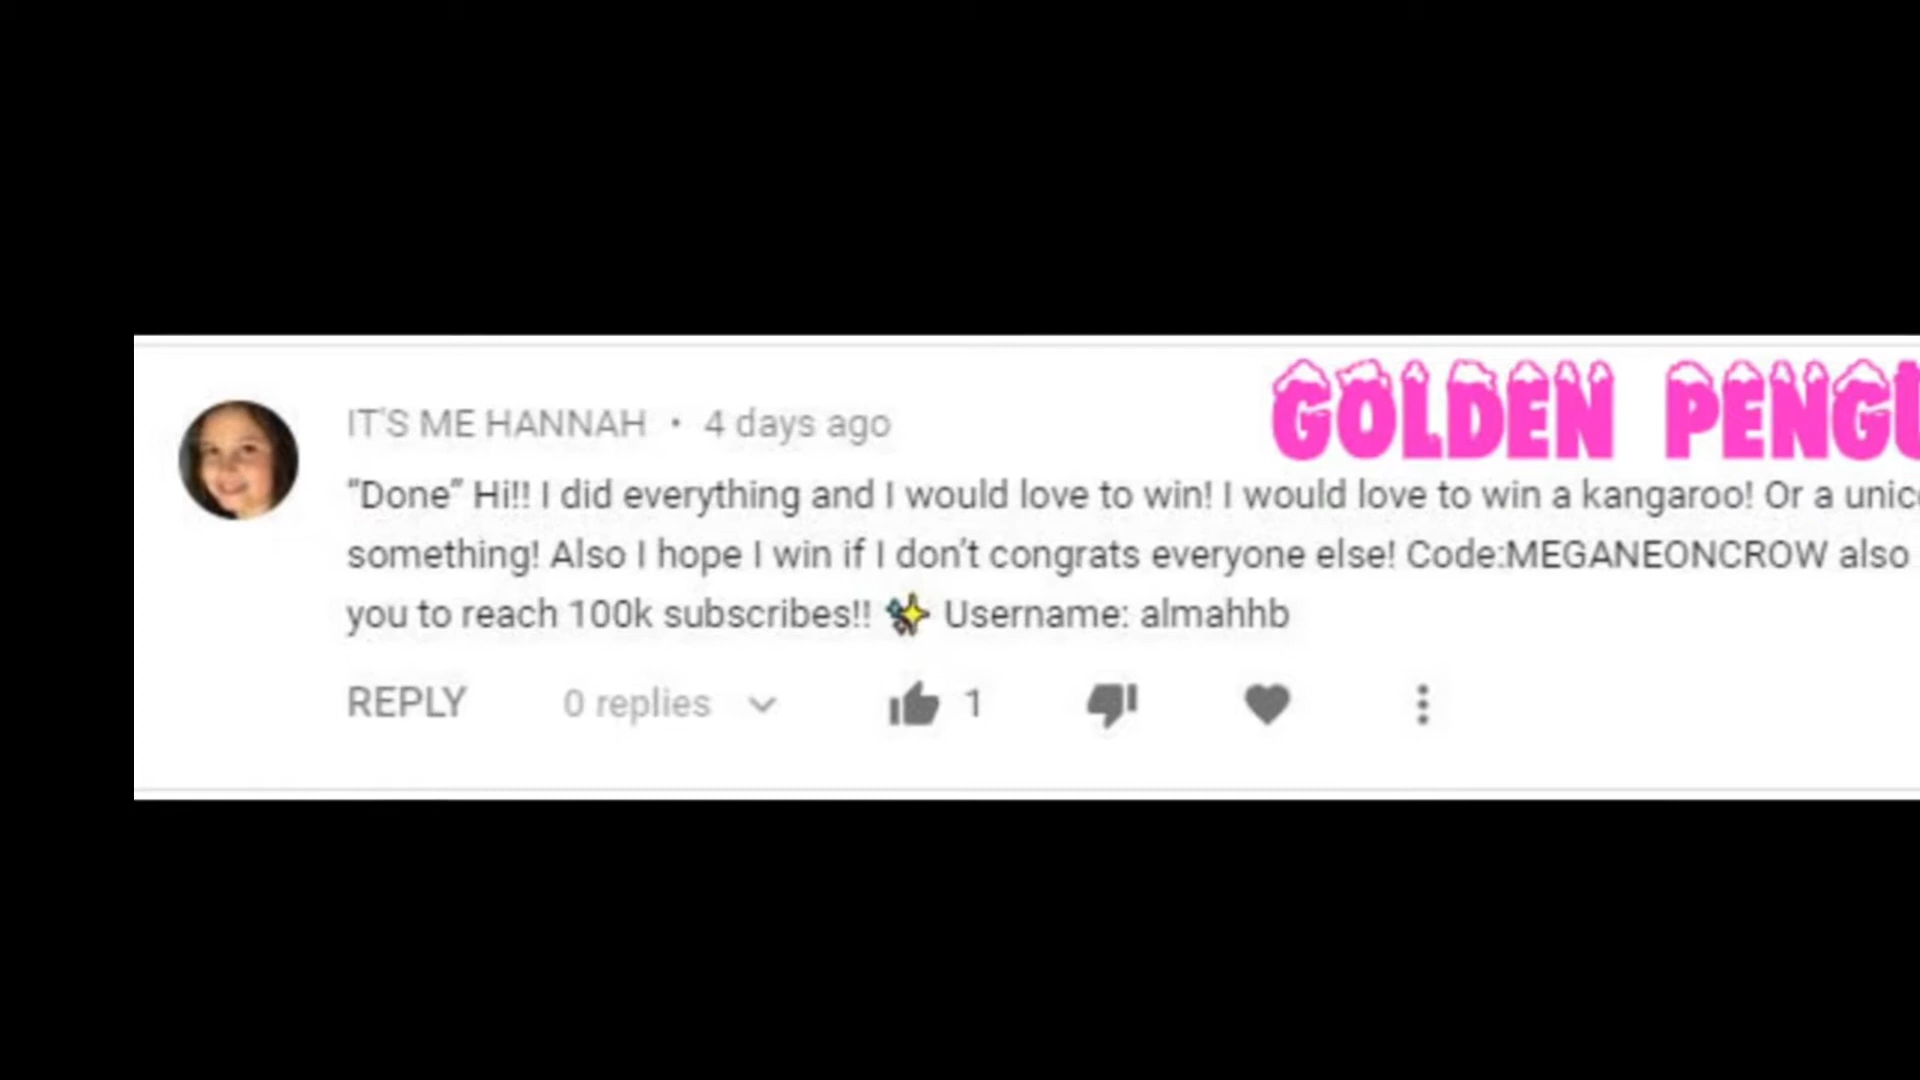 IT'S ME HANNAH • 4 days ago
GOLDEN
“Done” Hi!! I did everything and I would love to win! I would love to win a kangaroo! Or a
something! Also I hope I win if I don’t congrats everyone else! Code:MEGANEONCROW also
you to reach 100k subscribes!! ✨ Username: almahhb
REPLY 0 replies 1